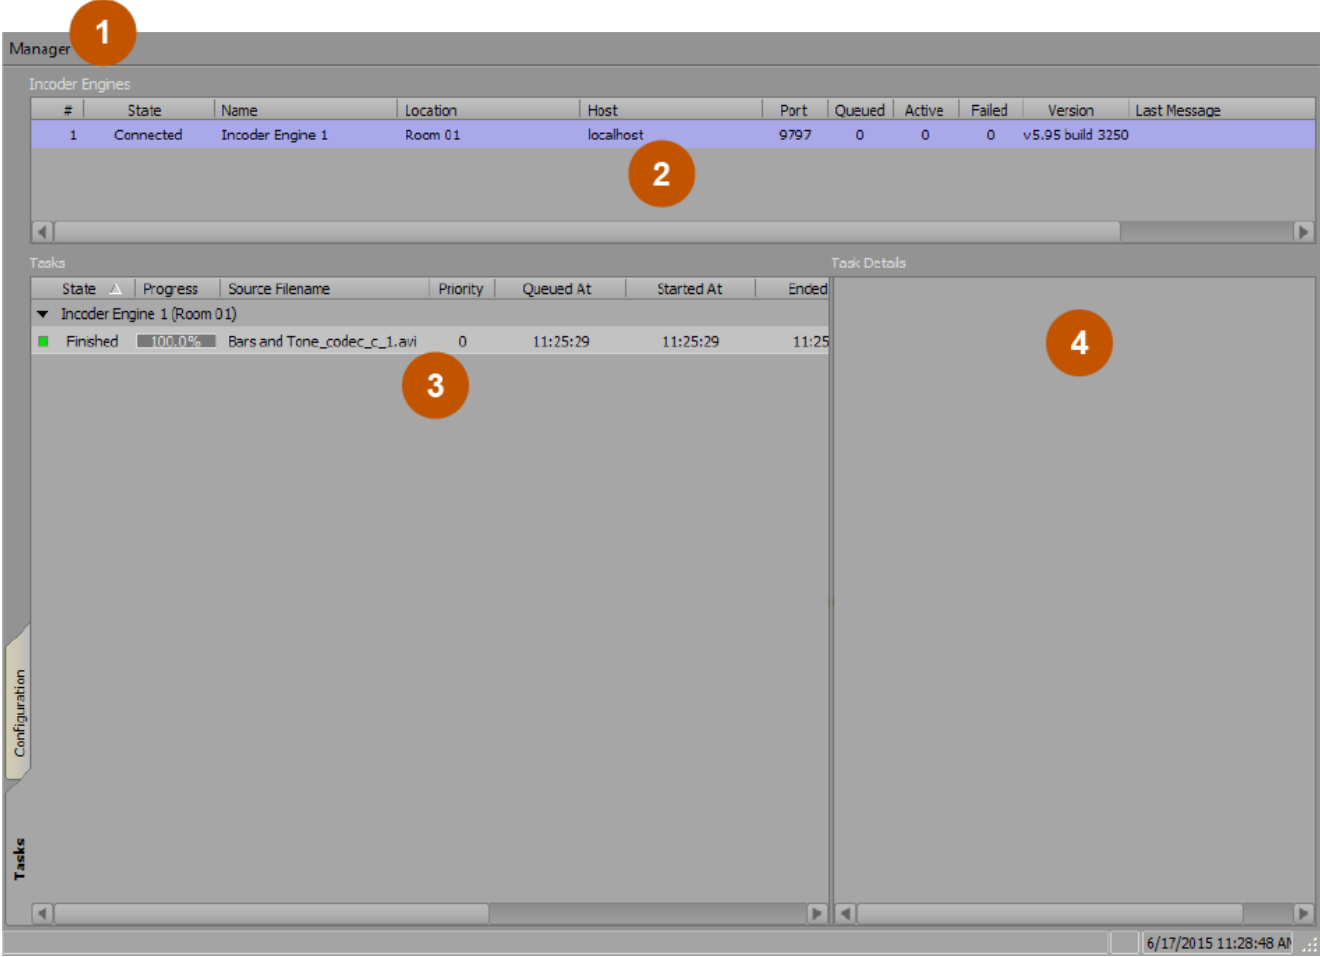 1
Manager
Incoder Engines
# State Name Location Host Port Queued Active Failed Version Last Message
1 Connected Incoder Engine 1 Room 01 localhost 9797 0 0 0 v5.95 build 3250
2
Tasks Task Details
State Progress Source Filename Priority Queued At Started At Ended
Incoder Engine 1 (Room 01)
Finished 100.0% Bars and Tone_codec_c_1.avi 0 11:25:29 11:25:29 11:25
4
3
Configuration
Tasks
6/17/2015 11:28:48 AM